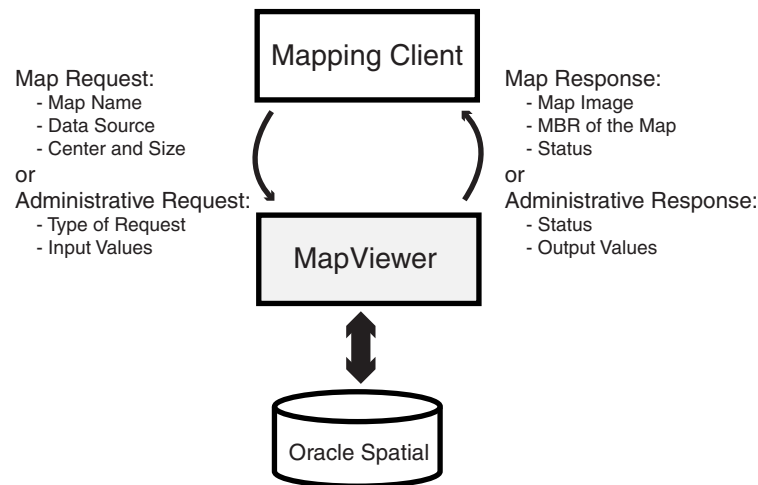 Mapping Client
Map Request:
- Map Name
- Data Source
- Center and Size
or
Administrative Request:
- Type of Request
- Input Values
Map Response:
- Map Image
- MBR of the Map
- Status
or
Administrative Response:
- Status
- Output Values
MapViewer
Oracle Spatial